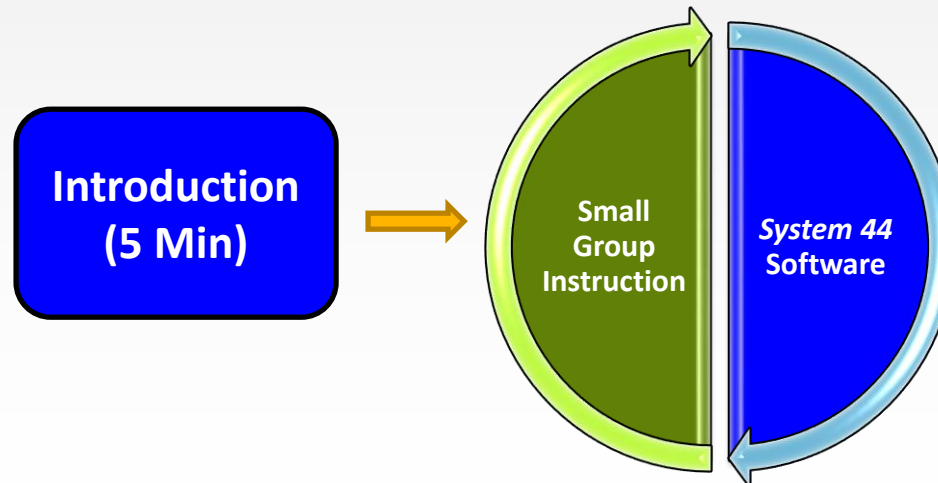 Introduction
(5 Min)
Small
Group
Instruction
System 44
Software